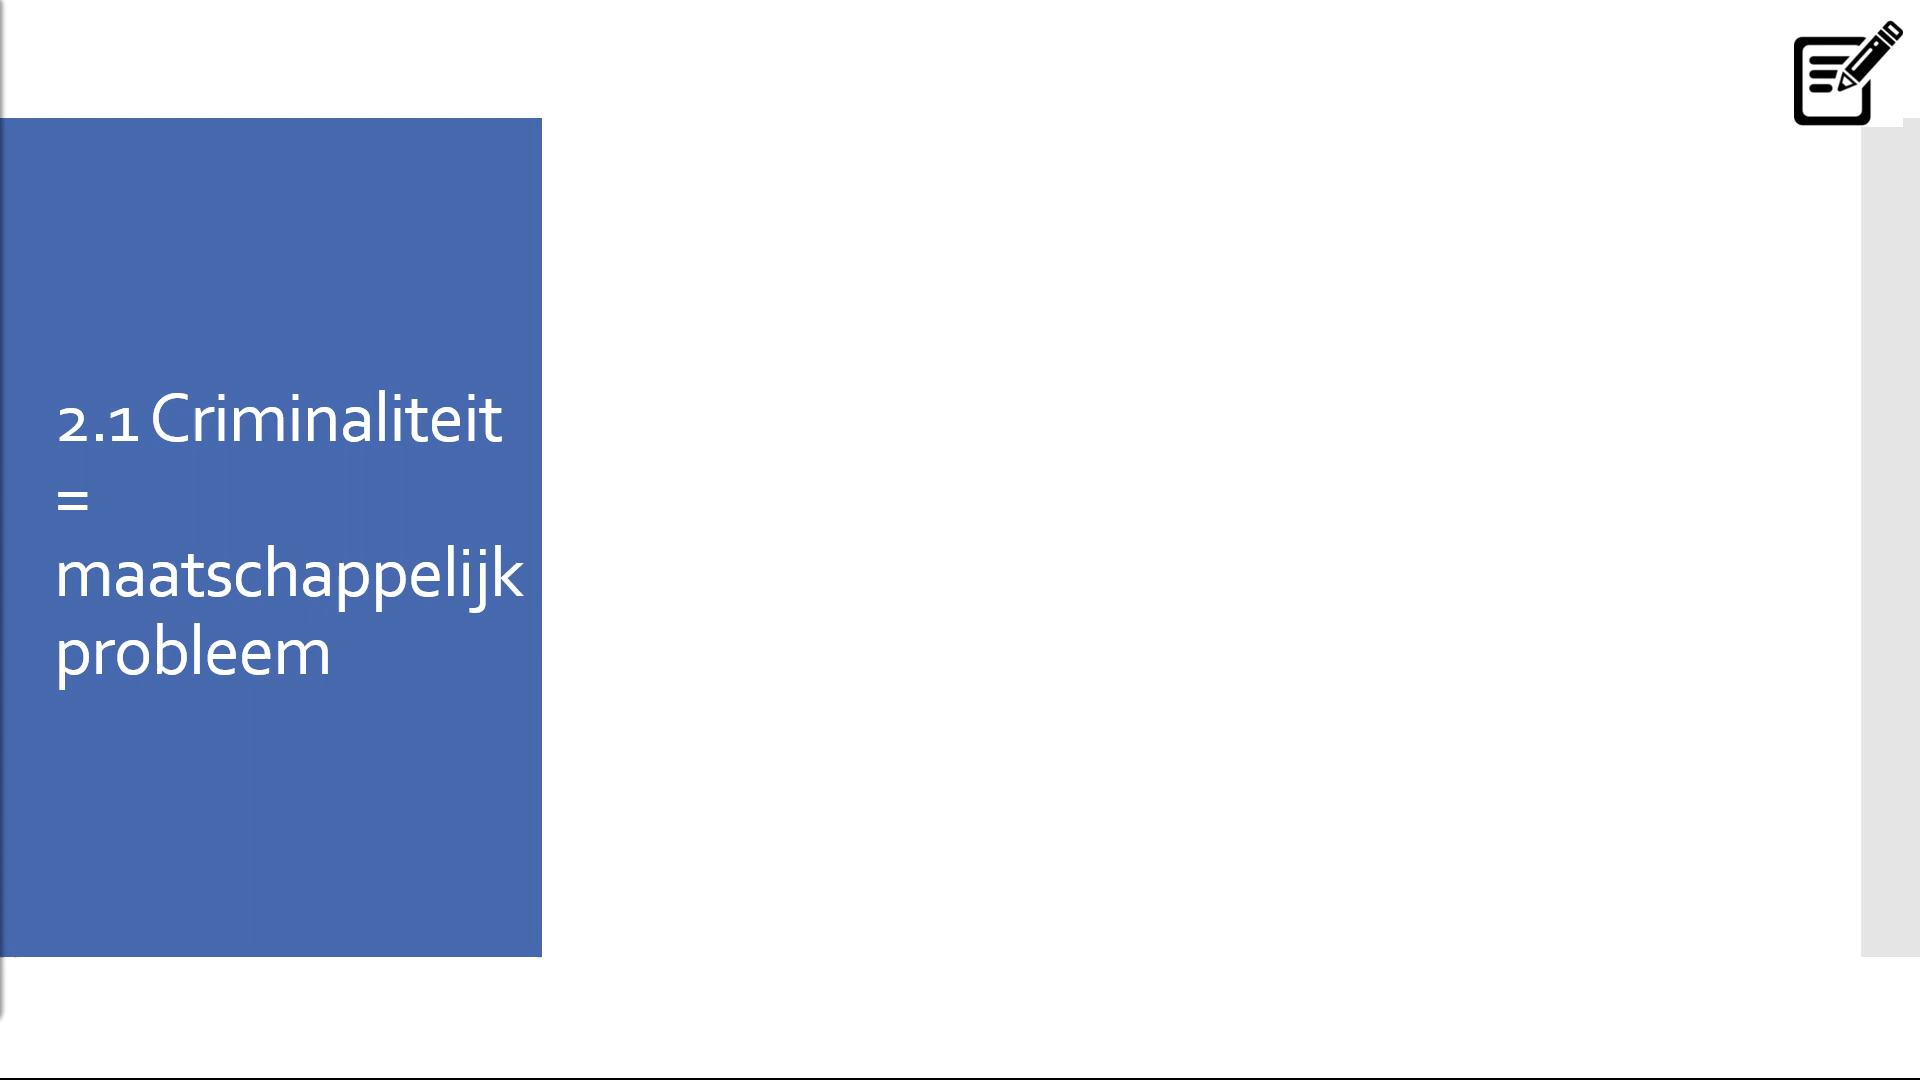 2.1 Criminaliteit
=
maatschappelijk
probleem